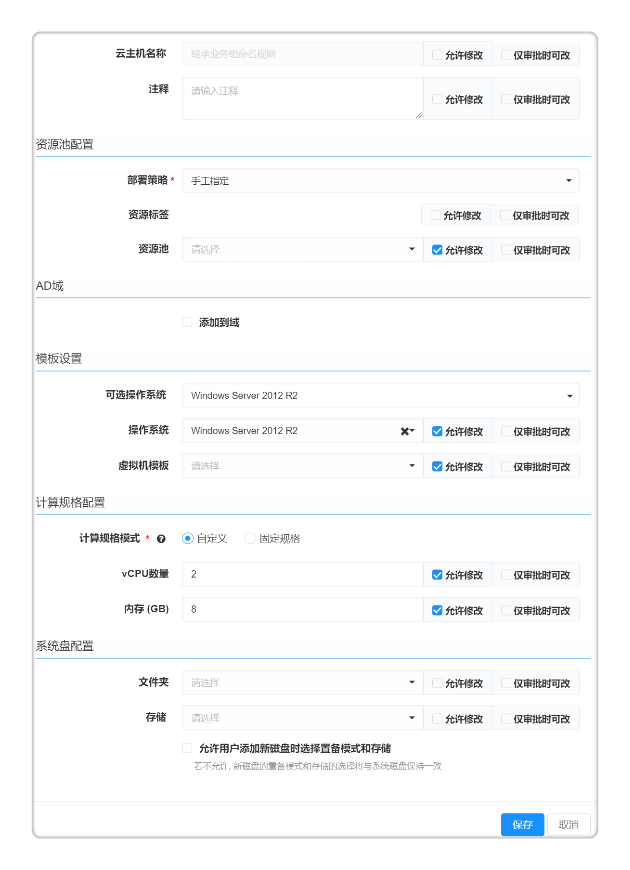 云主机名称 继承业务组命名规则 允许修改 仅审批时可改
注释 请输入注释 允许修改 仅审批时可改
资源池配置
部署策略 * 手工指定
资源标签 允许修改 仅审批时可改
资源池 请选择 允许修改 仅审批时可改
AD域
添加到域
模板设置
可选操作系统 Windows Server 2012 R2
操作系统 Windows Server 2012 R2 允许修改 仅审批时可改
虚拟机模板 请选择 允许修改 仅审批时可改
计算规格配置
计算规格模式 * 自定义 固定规格
vCPU数量 2 允许修改 仅审批时可改
内存 (GB) 8 允许修改 仅审批时可改
系统盘配置
文件夹 请选择 允许修改 仅审批时可改
存储 请选择 允许修改 仅审批时可改
允许用户添加新磁盘时选择置备模式和存储
若不允许, 新磁盘的置备模式和存储的选择将与系统磁盘保持一致
保存 取消